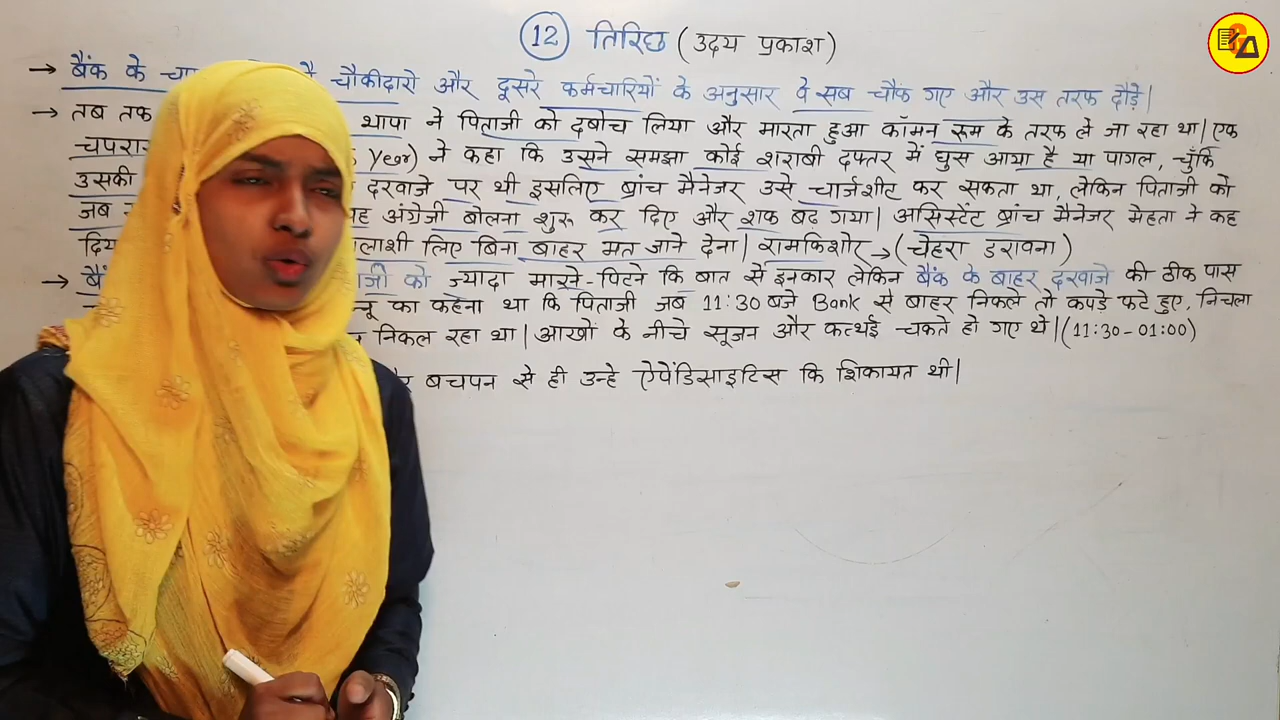 12 तिरिछ (उदय प्रकाश)
→ बैंक के चौकीदारो और दूसरे कर्मचारियों के अनुसार वे सब चौक गए और उस तरफ दौड़े|
→ तब तक थापा ने पिताजी को दबोच लिया और मारता हुआ कॉमन रूम के तरफ ले जा रहा था| एक
Year) ने कहा कि उसने समझा कोई शराबी दफ्तर में घुस आया है या पागल, चुँकि
उसकी दरवाजे पर थी इसलिए ब्रांच मैनेजर उसे चार्जशीट कर सकता था, लेकिन पिताजी को
जब अंग्रेजी बोलना शुरू कर दिए और शक बढ गया| असिस्टेंट ब्रांच मैनेजर मेहता ने कह
लिए बिना बाहर मत जाने देना| रामकिशोर → (चेहरा डरावना)
→ को ज्यादा मारने-पिटने कि बात से इनकार लेकिन बैंक के बाहर दरवाजे की ठीक पास
का कहना था कि पिताजी जब 11:30 बजे Bank से बाहर निकले तो कपड़े फटे हुए, निचला
निकल रहा था| आखों के नीचे सूजन और कत्थई चकते हो गए थे|(11:30-01:00)
बचपन से ही उन्हे ऐपेंडिसाइटिस कि शिकायत थी|